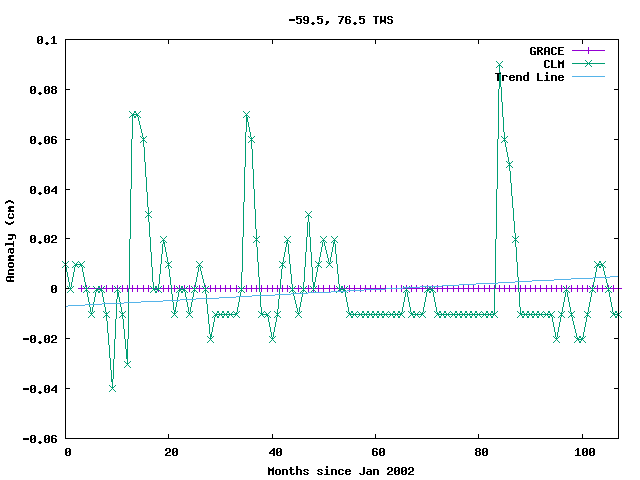 -59.5, 76.5 TWS
GRACE
CLM
Trend Line
0.1
0.08
0.06
0.04
0.02
0
-0.02
-0.04
-0.06
Anomaly (cm)
0 20 40 60 80 100
Months since Jan 2002